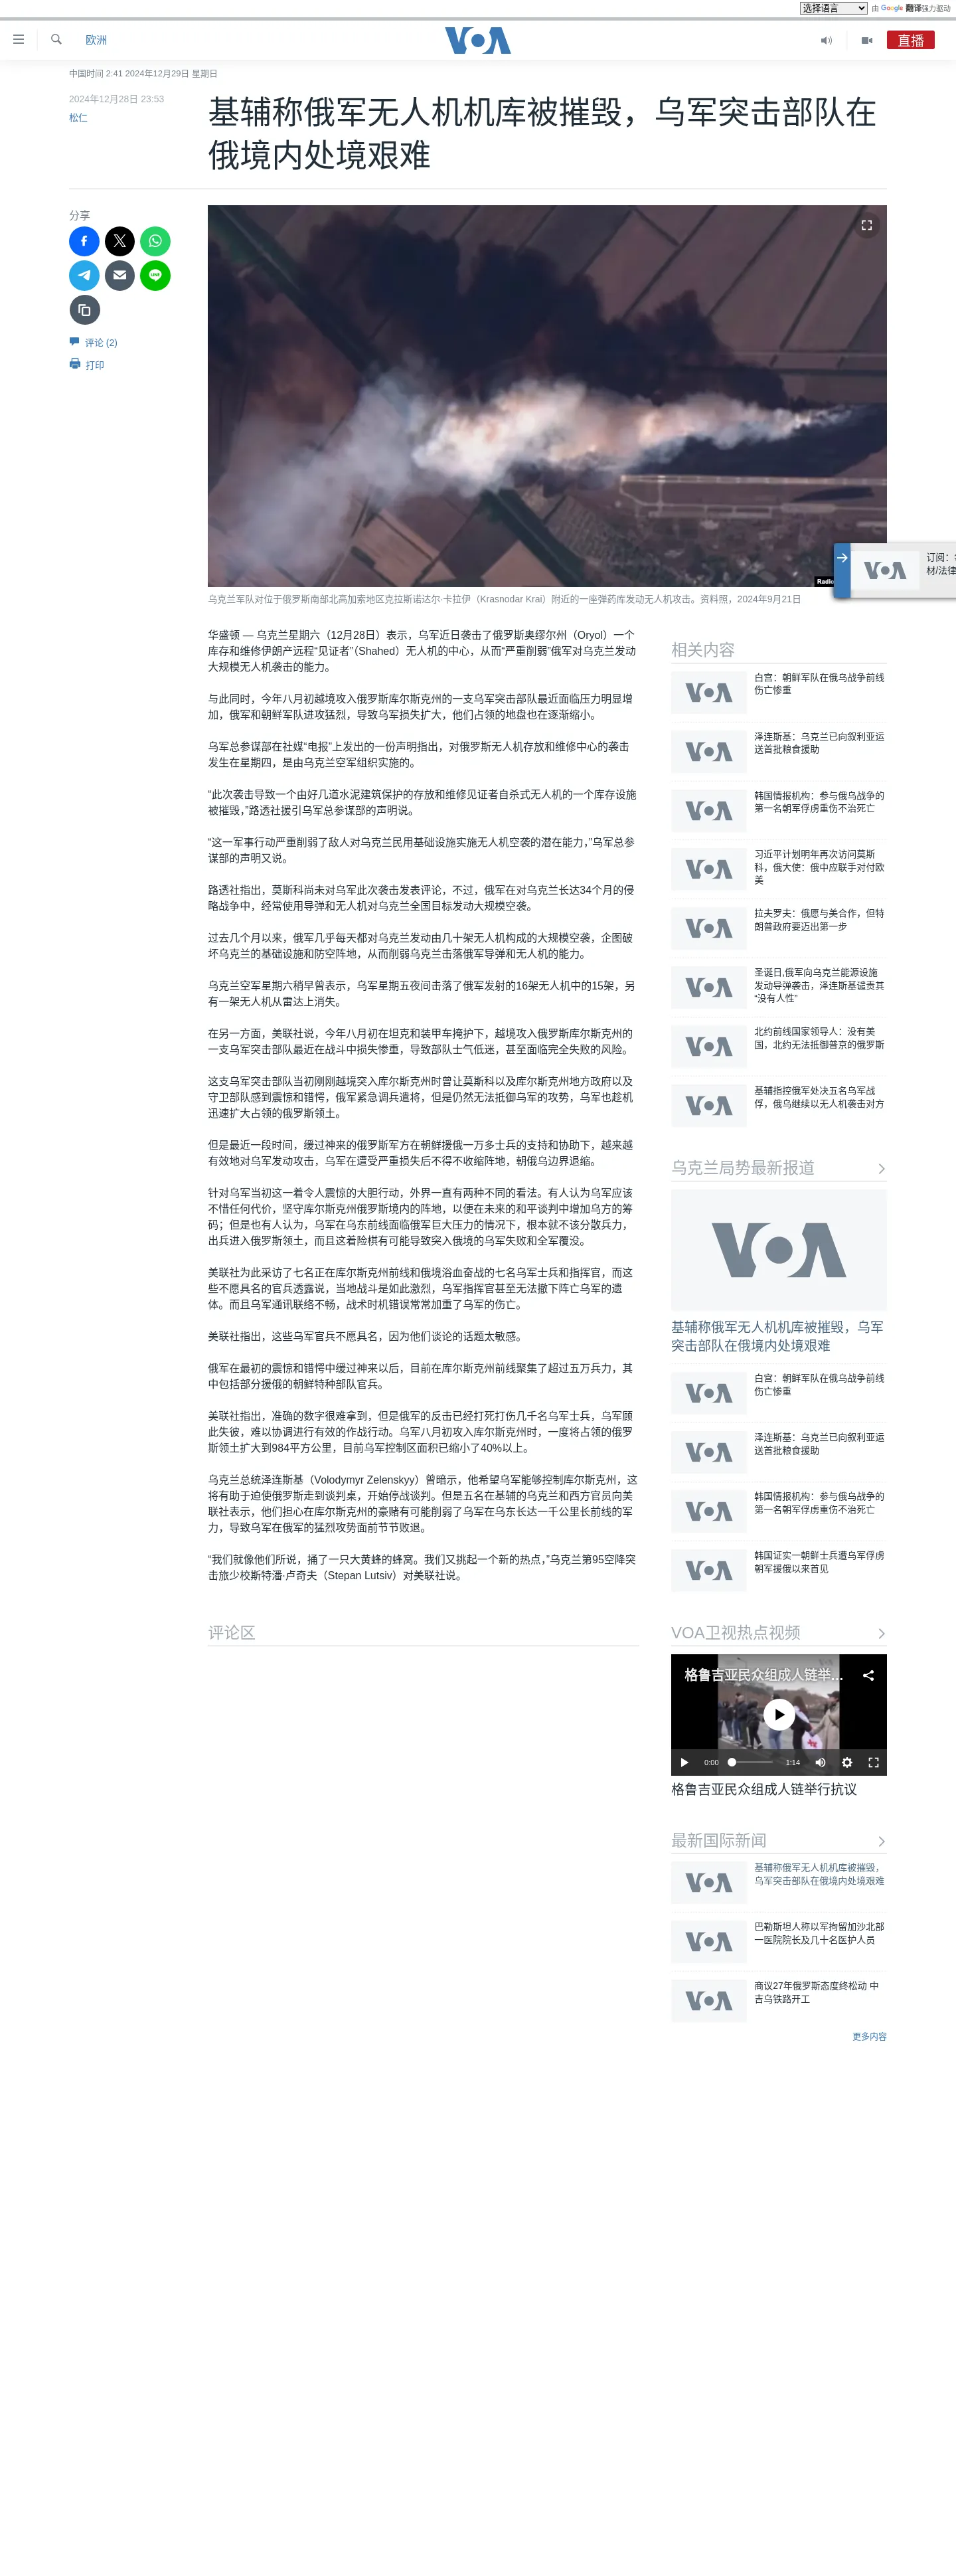 选择语言
由 Google 翻译强力驱动
欧洲
VOA
直播
中国时间 2:41 2024年12月29日 星期日
2024年12月28日 23:53
松仁
基辅称俄军无人机机库被摧毁，乌军突击部队在
俄境内处境艰难
分享
评论 (2)
打印
Radio
订阅：
材/法律
VOA
乌克兰军队对位于俄罗斯南部北高加索地区克拉斯诺达尔·卡拉伊（Krasnodar Krai）附近的一座弹药库发动无人机攻击。资料照，2024年9月21日
华盛顿 — 乌克兰星期六（12月28日）表示，乌军近日袭击了俄罗斯奥缪尔州（Oryol）一个
库存和维修伊朗产远程“见证者”（Shahed）无人机的中心，从而“严重削弱”俄军对乌克兰发动
大规模无人机袭击的能力。
与此同时，今年八月初越境攻入俄罗斯库尔斯克州的一支乌军突击部队最近面临压力明显增
加，俄军和朝鲜军队进攻猛烈，导致乌军损失扩大，他们占领的地盘也在逐渐缩小。
乌军总参谋部在社媒“电报”上发出的一份声明指出，对俄罗斯无人机存放和维修中心的袭击
发生在星期四，是由乌克兰空军组织实施的。
“此次袭击导致一个由好几道水泥建筑保护的存放和维修见证者自杀式无人机的一个库存设施
被摧毁，”路透社援引乌军总参谋部的声明说。
“这一军事行动严重削弱了敌人对乌克兰民用基础设施实施无人机空袭的潜在能力，”乌军总参
谋部的声明又说。
路透社指出，莫斯科尚未对乌军此次袭击发表评论，不过，俄军在对乌克兰长达34个月的侵
略战争中，经常使用导弹和无人机对乌克兰全国目标发动大规模空袭。
过去几个月以来，俄军几乎每天都对乌克兰发动由几十架无人机构成的大规模空袭，企图破
坏乌克兰的基础设施和防空阵地，从而削弱乌克兰击落俄军导弹和无人机的能力。
乌克兰空军星期六稍早曾表示，乌军星期五夜间击落了俄军发射的16架无人机中的15架，另
有一架无人机从雷达上消失。
在另一方面，美联社说，今年八月初在坦克和装甲车掩护下，越境攻入俄罗斯库尔斯克州的
一支乌军突击部队最近在战斗中损失惨重，导致部队士气低迷，甚至面临完全失败的风险。
这支乌军突击部队当初刚刚越境突入库尔斯克州时曾让莫斯科以及库尔斯克州地方政府以及
守卫部队感到震惊和错愕，俄军紧急调兵遣将，但是仍然无法抵御乌军的攻势，乌军也趁机
迅速扩大占领的俄罗斯领土。
但是最近一段时间，缓过神来的俄罗斯军方在朝鲜援俄一万多士兵的支持和协助下，越来越
有效地对乌军发动攻击，乌军在遭受严重损失后不得不收缩阵地，朝俄乌边界退缩。
针对乌军当初这一着令人震惊的大胆行动，外界一直有两种不同的看法。有人认为乌军应该
不惜任何代价，坚守库尔斯克州俄罗斯境内的阵地，以便在未来的和平谈判中增加乌方的筹
码；但是也有人认为，乌军在乌东前线面临俄军巨大压力的情况下，根本就不该分散兵力，
出兵进入俄罗斯领土，而且这着险棋有可能导致突入俄境的乌军失败和全军覆没。
美联社为此采访了七名正在库尔斯克州前线和俄境浴血奋战的七名乌军士兵和指挥官，而这
些不愿具名的官兵透露说，当地战斗是如此激烈，乌军指挥官甚至无法撤下阵亡乌军的遗
体。而且乌军通讯联络不畅，战术时机错误常常加重了乌军的伤亡。
美联社指出，这些乌军官兵不愿具名，因为他们谈论的话题太敏感。
俄军在最初的震惊和错愕中缓过神来以后，目前在库尔斯克州前线聚集了超过五万兵力，其
中包括部分援俄的朝鲜特种部队官兵。
美联社指出，准确的数字很难拿到，但是俄军的反击已经打死打伤几千名乌军士兵，乌军顾
此失彼，难以协调进行有效的作战行动。乌军八月初攻入库尔斯克州时，一度将占领的俄罗
斯领土扩大到984平方公里，目前乌军控制区面积已缩小了40%以上。
乌克兰总统泽连斯基（Volodymyr Zelenskyy）曾暗示，他希望乌军能够控制库尔斯克州，这
将有助于迫使俄罗斯走到谈判桌，开始停战谈判。但是五名在基辅的乌克兰和西方官员向美
联社表示，他们担心在库尔斯克州的豪赌有可能削弱了乌军在乌东长达一千公里长前线的军
力，导致乌军在俄军的猛烈攻势面前节节败退。
“我们就像他们所说，捅了一只大黄蜂的蜂窝。我们又挑起一个新的热点，”乌克兰第95空降突
击旅少校斯特潘·卢奇夫（Stepan Lutsiv）对美联社说。
评论区
相关内容
VOA
白宫：朝鲜军队在俄乌战争前线
伤亡惨重
VOA
泽连斯基：乌克兰已向叙利亚运
送首批粮食援助
VOA
韩国情报机构：参与俄乌战争的
第一名朝军俘虏重伤不治死亡
VOA
习近平计划明年再次访问莫斯
科，俄大使：俄中应联手对付欧
美
VOA
拉夫罗夫：俄愿与美合作，但特
朗普政府要迈出第一步
VOA
圣诞日,俄军向乌克兰能源设施
发动导弹袭击，泽连斯基谴责其
“没有人性”
VOA
北约前线国家领导人：没有美
国，北约无法抵御普京的俄罗斯
VOA
基辅指控俄军处决五名乌军战
俘，俄乌继续以无人机袭击对方
乌克兰局势最新报道
VOA
基辅称俄军无人机机库被摧毁，乌军
突击部队在俄境内处境艰难
VOA
白宫：朝鲜军队在俄乌战争前线
伤亡惨重
VOA
泽连斯基：乌克兰已向叙利亚运
送首批粮食援助
VOA
韩国情报机构：参与俄乌战争的
第一名朝军俘虏重伤不治死亡
VOA
韩国证实一朝鲜士兵遭乌军俘虏
朝军援俄以来首见
VOA卫视热点视频
格鲁吉亚民众组成人链举…
0:00
1:14
格鲁吉亚民众组成人链举行抗议
最新国际新闻
VOA
基辅称俄军无人机机库被摧毁，
乌军突击部队在俄境内处境艰难
VOA
巴勒斯坦人称以军拘留加沙北部
一医院院长及几十名医护人员
VOA
商议27年俄罗斯态度终松动 中
吉乌铁路开工
更多内容